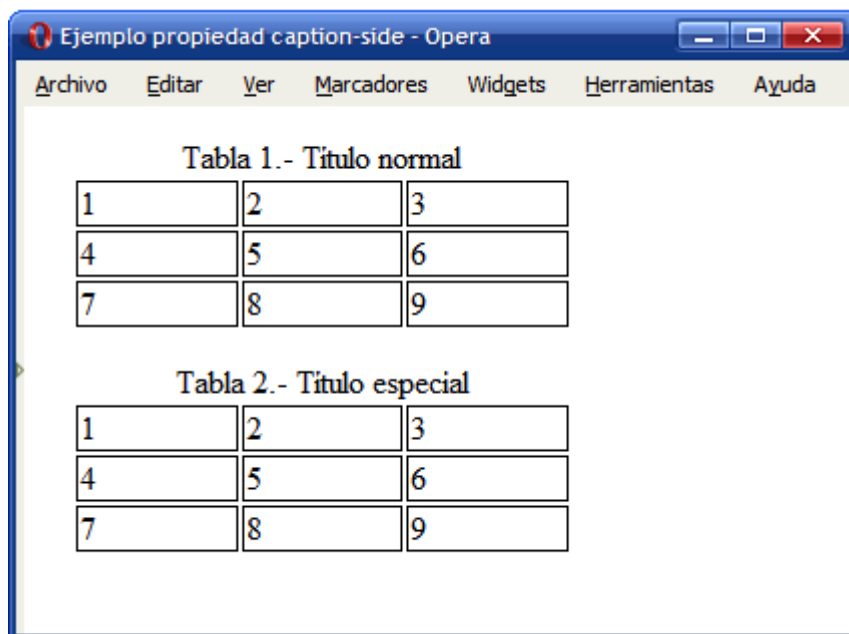 Ejemplo propiedad caption-side - Opera
Archivo Editar Ver Marcadores Widgets Herramientas Ayuda
Tabla 1.- Título normal
1 2 3
4 5 6
7 8 9
Tabla 2.- Título especial
1 2 3
4 5 6
7 8 9